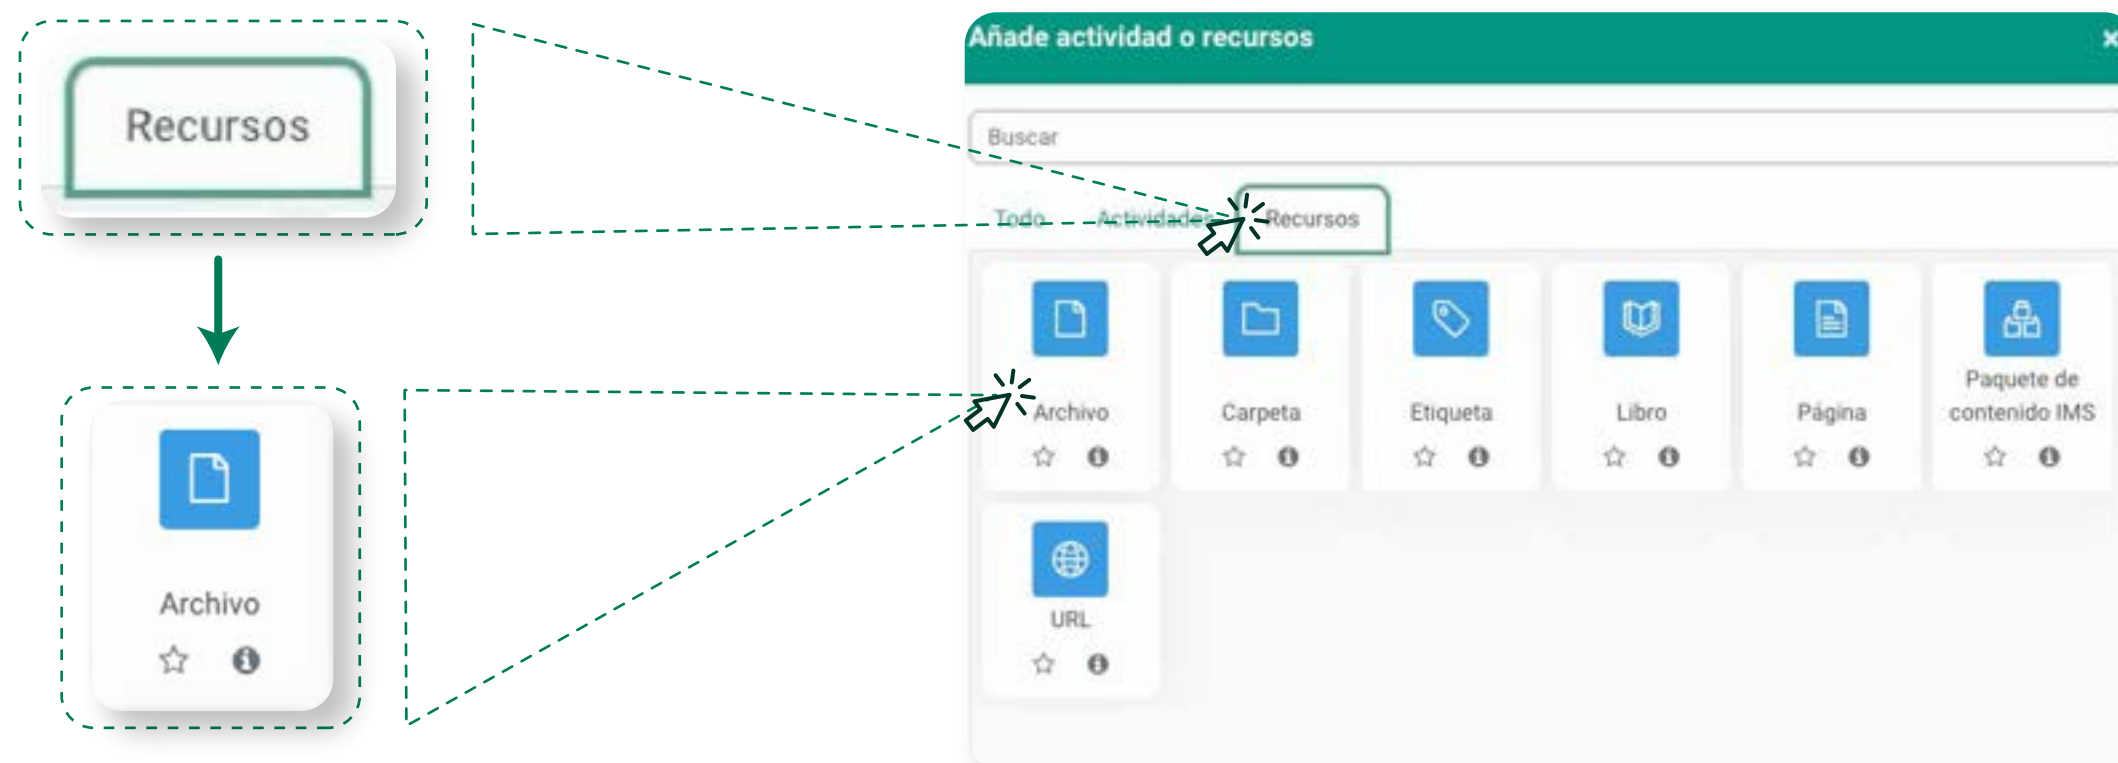 Recursos
Archivo
Añade actividad o recursos
Buscar
Todo Actividades Recursos
Archivo Carpeta Etiqueta Libro Página Paquete de contenido IMS
URL